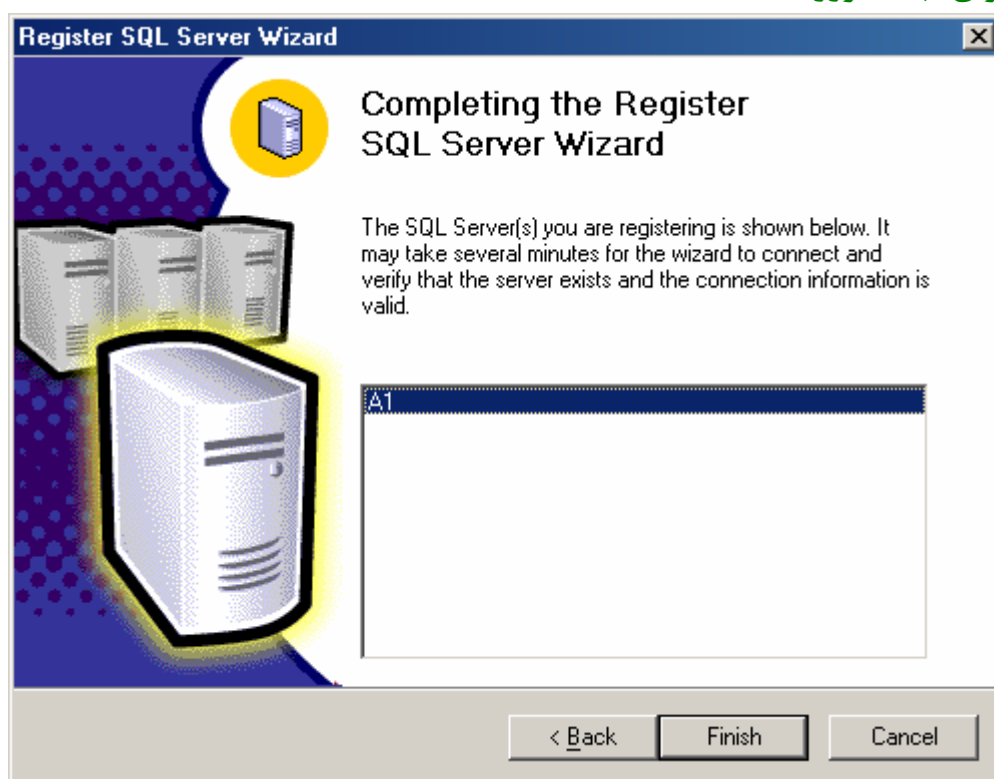 Register SQL Server Wizard
Completing the Register
SQL Server Wizard
The SQL Server(s) you are registering is shown below. It
may take several minutes for the wizard to connect and
verify that the server exists and the connection information is
valid.
A1
< Back
Finish
Cancel